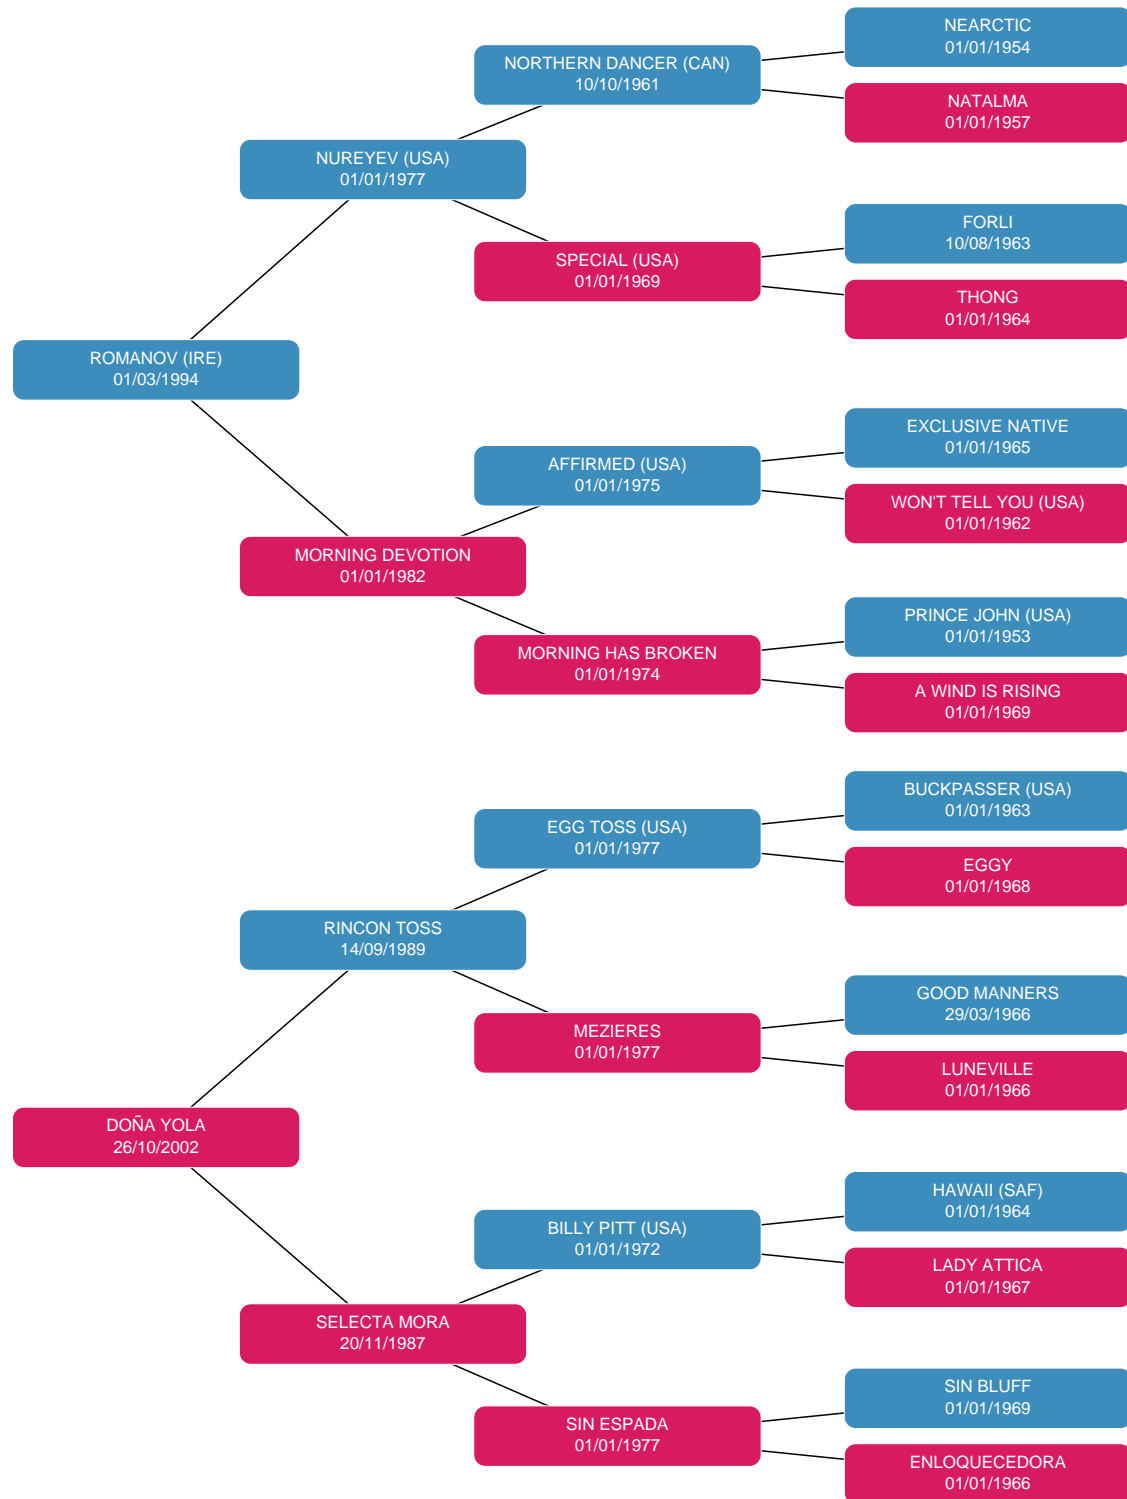 NEARCTIC
01/01/1954
NORTHERN DANCER (CAN)
10/10/1961
NATALMA
01/01/1957
NUREYEV (USA)
01/01/1977
FORLI
10/08/1963
SPECIAL (USA)
01/01/1969
THONG
01/01/1964
ROMANOV (IRE)
01/03/1994
EXCLUSIVE NATIVE
01/01/1965
AFFIRMED (USA)
01/01/1975
WON'T TELL YOU (USA)
01/01/1962
MORNING DEVOTION
01/01/1982
PRINCE JOHN (USA)
01/01/1953
MORNING HAS BROKEN
01/01/1974
A WIND IS RISING
01/01/1969
BUCKPASSER (USA)
01/01/1963
EGG TOSS (USA)
01/01/1977
EGGY
01/01/1968
RINCON TOSS
14/09/1989
GOOD MANNERS
29/03/1966
MEZIERES
01/01/1977
LUNEVILLE
01/01/1966
DOÑA YOLA
26/10/2002
HAWAII (SAF)
01/01/1964
BILLY PITT (USA)
01/01/1972
LADY ATTICA
01/01/1967
SELECTA MORA
20/11/1987
SIN BLUFF
01/01/1969
SIN ESPADA
01/01/1977
ENLOQUECEDORA
01/01/1966